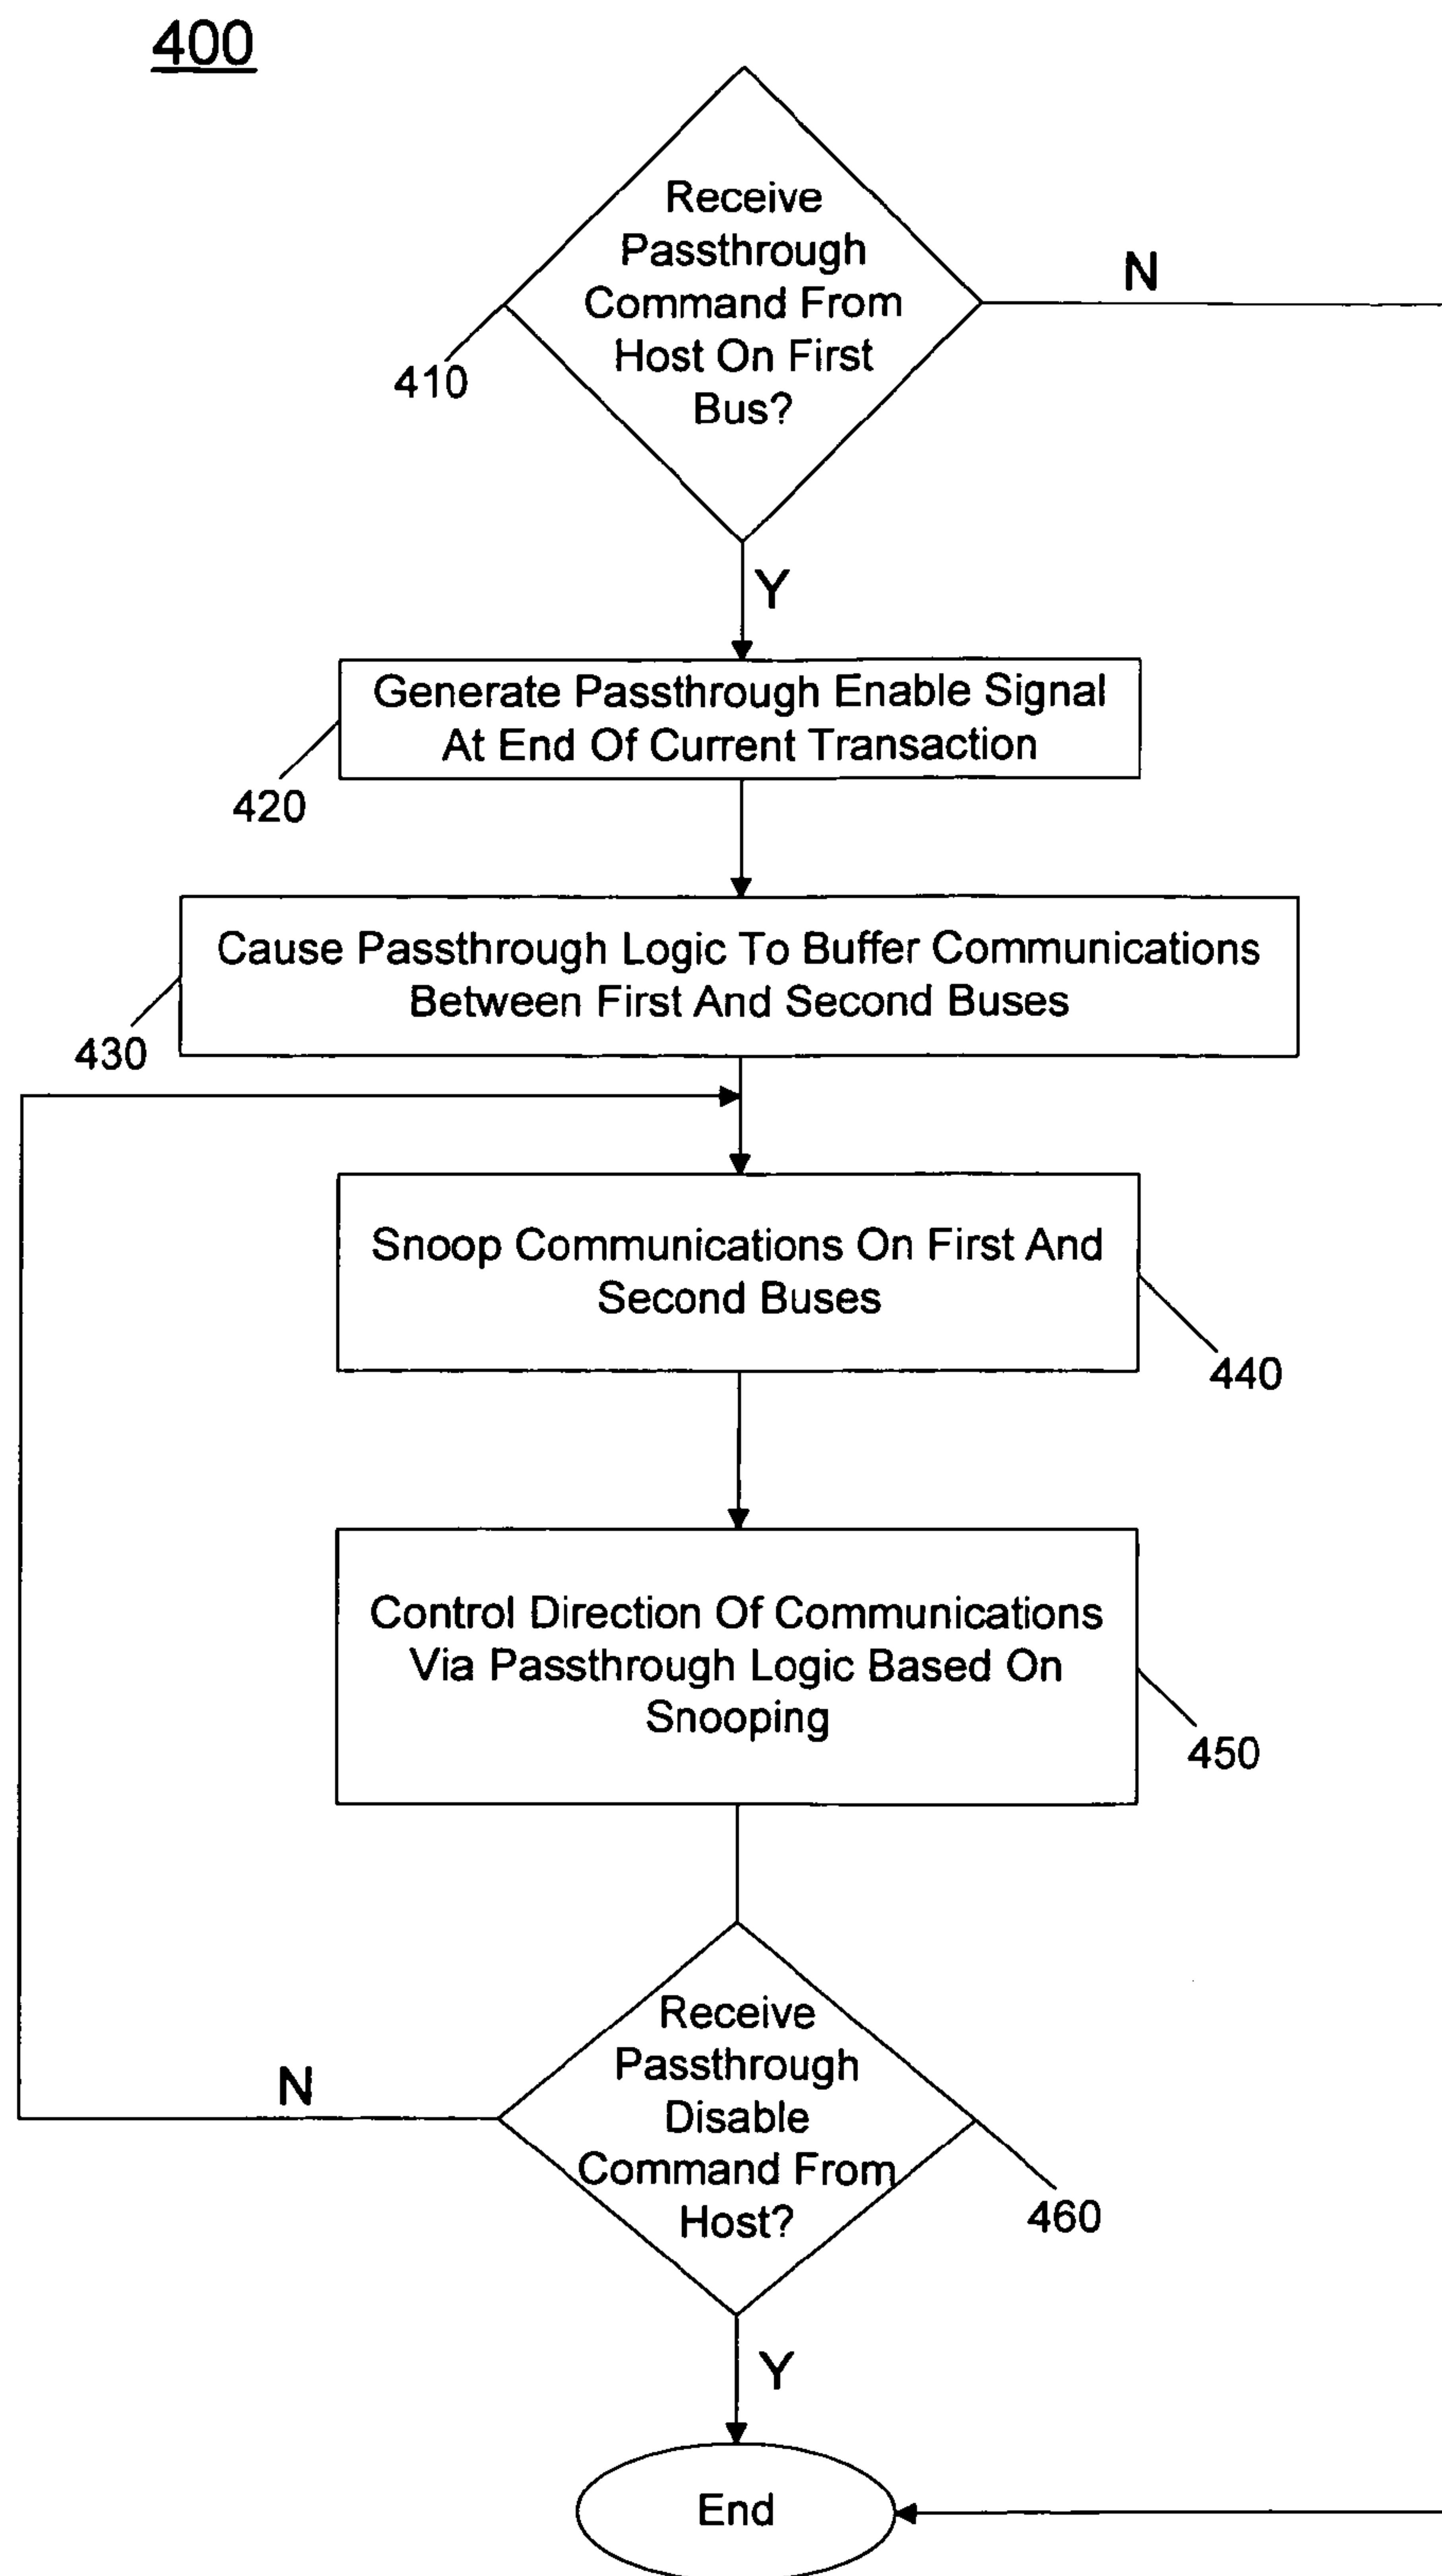 400
Receive
Passthrough
Command From
Host On First
Bus?
N
410
Y
Generate Passthrough Enable Signal
At End Of Current Transaction
420
Cause Passthrough Logic To Buffer Communications
Between First And Second Buses
430
Snoop Communications On First And
Second Buses
440
Control Direction Of Communications
Via Passthrough Logic Based On
Snooping
450
Receive
Passthrough
Disable
Command From
Host?
N
460
Y
End